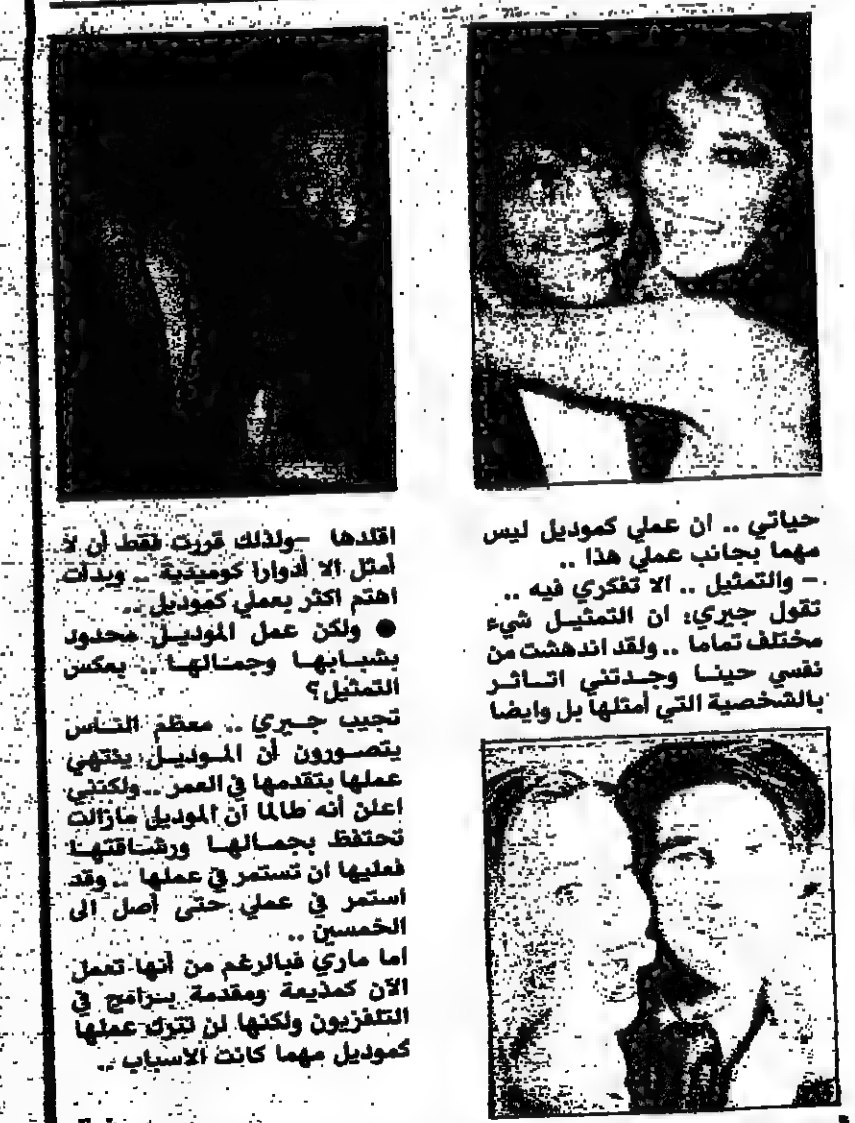 حياتي .. ان عملي كموديل ليس
مهما بجانب عملي هذا ..
– والتمثيل .. الا تفكري فيه ..
تقول جيري: ان التمثيل شيء
مختلف تماما .. ولقد اندهشت من
نفسي حينا وجدتني اتاثر
بالشخصية التي أمثلها بل وايضا
اقلدها –ولذلك قررت فقط أن لا
أمثل الا أدوارا كوميدية .. وبدأت
اهتم اكثر بعملي كموديل ..
● ولكن عمل الموديل محدود
بشبابها وجمالها .. بعكس
التمثيل؟
تجيب جيري .. معظم الناس
يتصورون أن الموديل ينتهي
عملها بتقدمها في العمر .. ولكنني
اعلن أنه طالما ان الموديل مازالت
تحتفظ بجمالها ورشاقتها
فعليها ان تستمر في عملها .. وقد
استمر في عملي حتى أصل الى
الخمسين ..
اما ماري فبالرغم من أنها تعمل
الآن كمذيعة ومقدمة برامج في
التلفزيون ولكنها لن تترك عملها
كموديل مهما كانت الاسباب ..